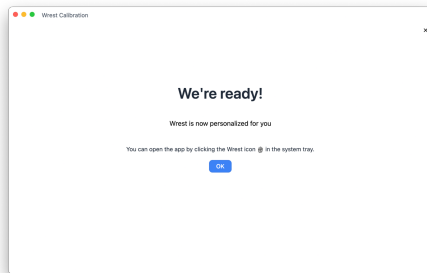 Wrest Calibration
×
We're ready!
Wrest is now personalized for you
You can open the app by clicking the Wrest icon in the system tray.
OK